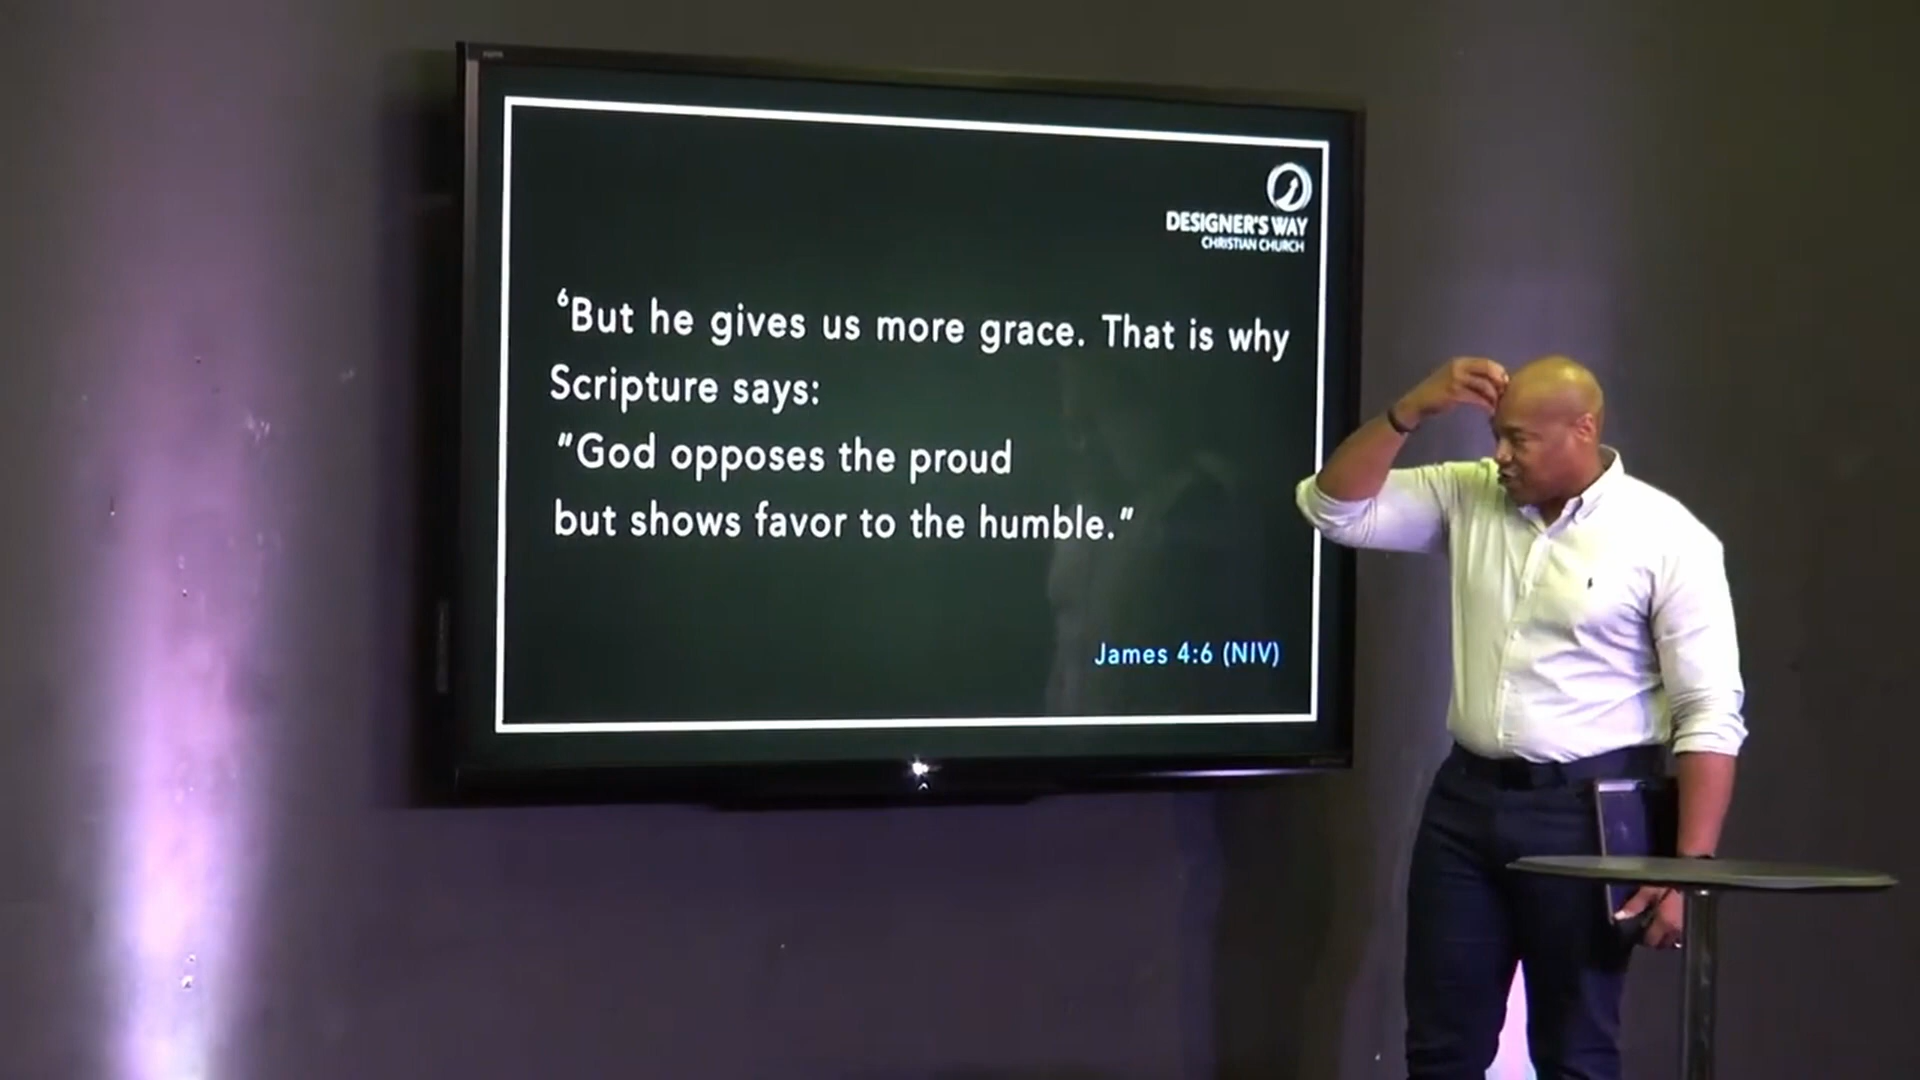 DESIGNER'S WAY
CHRISTIAN CHURCH
⁶But he gives us more grace. That is why
Scripture says:
"God opposes the proud
but shows favor to the humble."
James 4:6 (NIV)